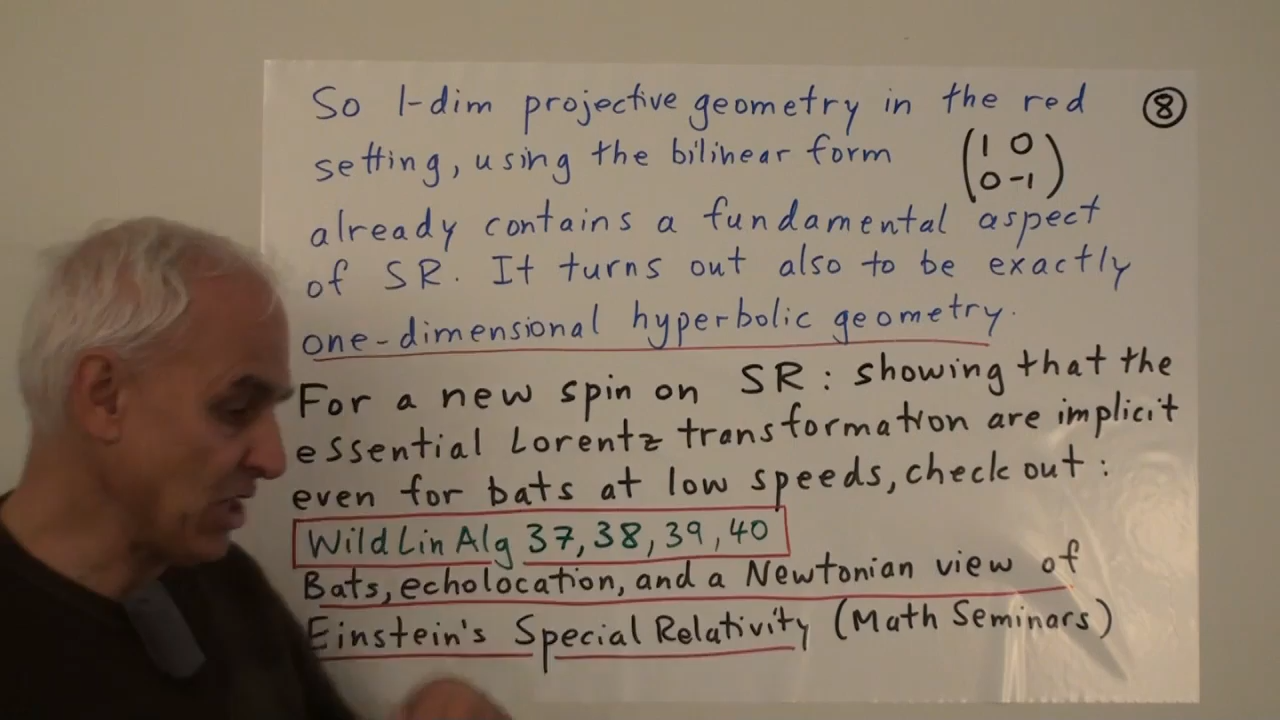 So 1-dim projective geometry in the red
setting, using the bilinear form
(1 0
0 -1)
already contains a fundamental aspect
of SR. It turns out also to be exactly
one-dimensional hyperbolic geometry.
For a new spin on SR: showing that the
essential Lorentz transformation are implicit
even for bats at low speeds, check out:
WildLinAlg 37, 38, 39, 40
Bats, echolocation, and a Newtonian view of
Einstein's Special Relativity (Math Seminars)
8